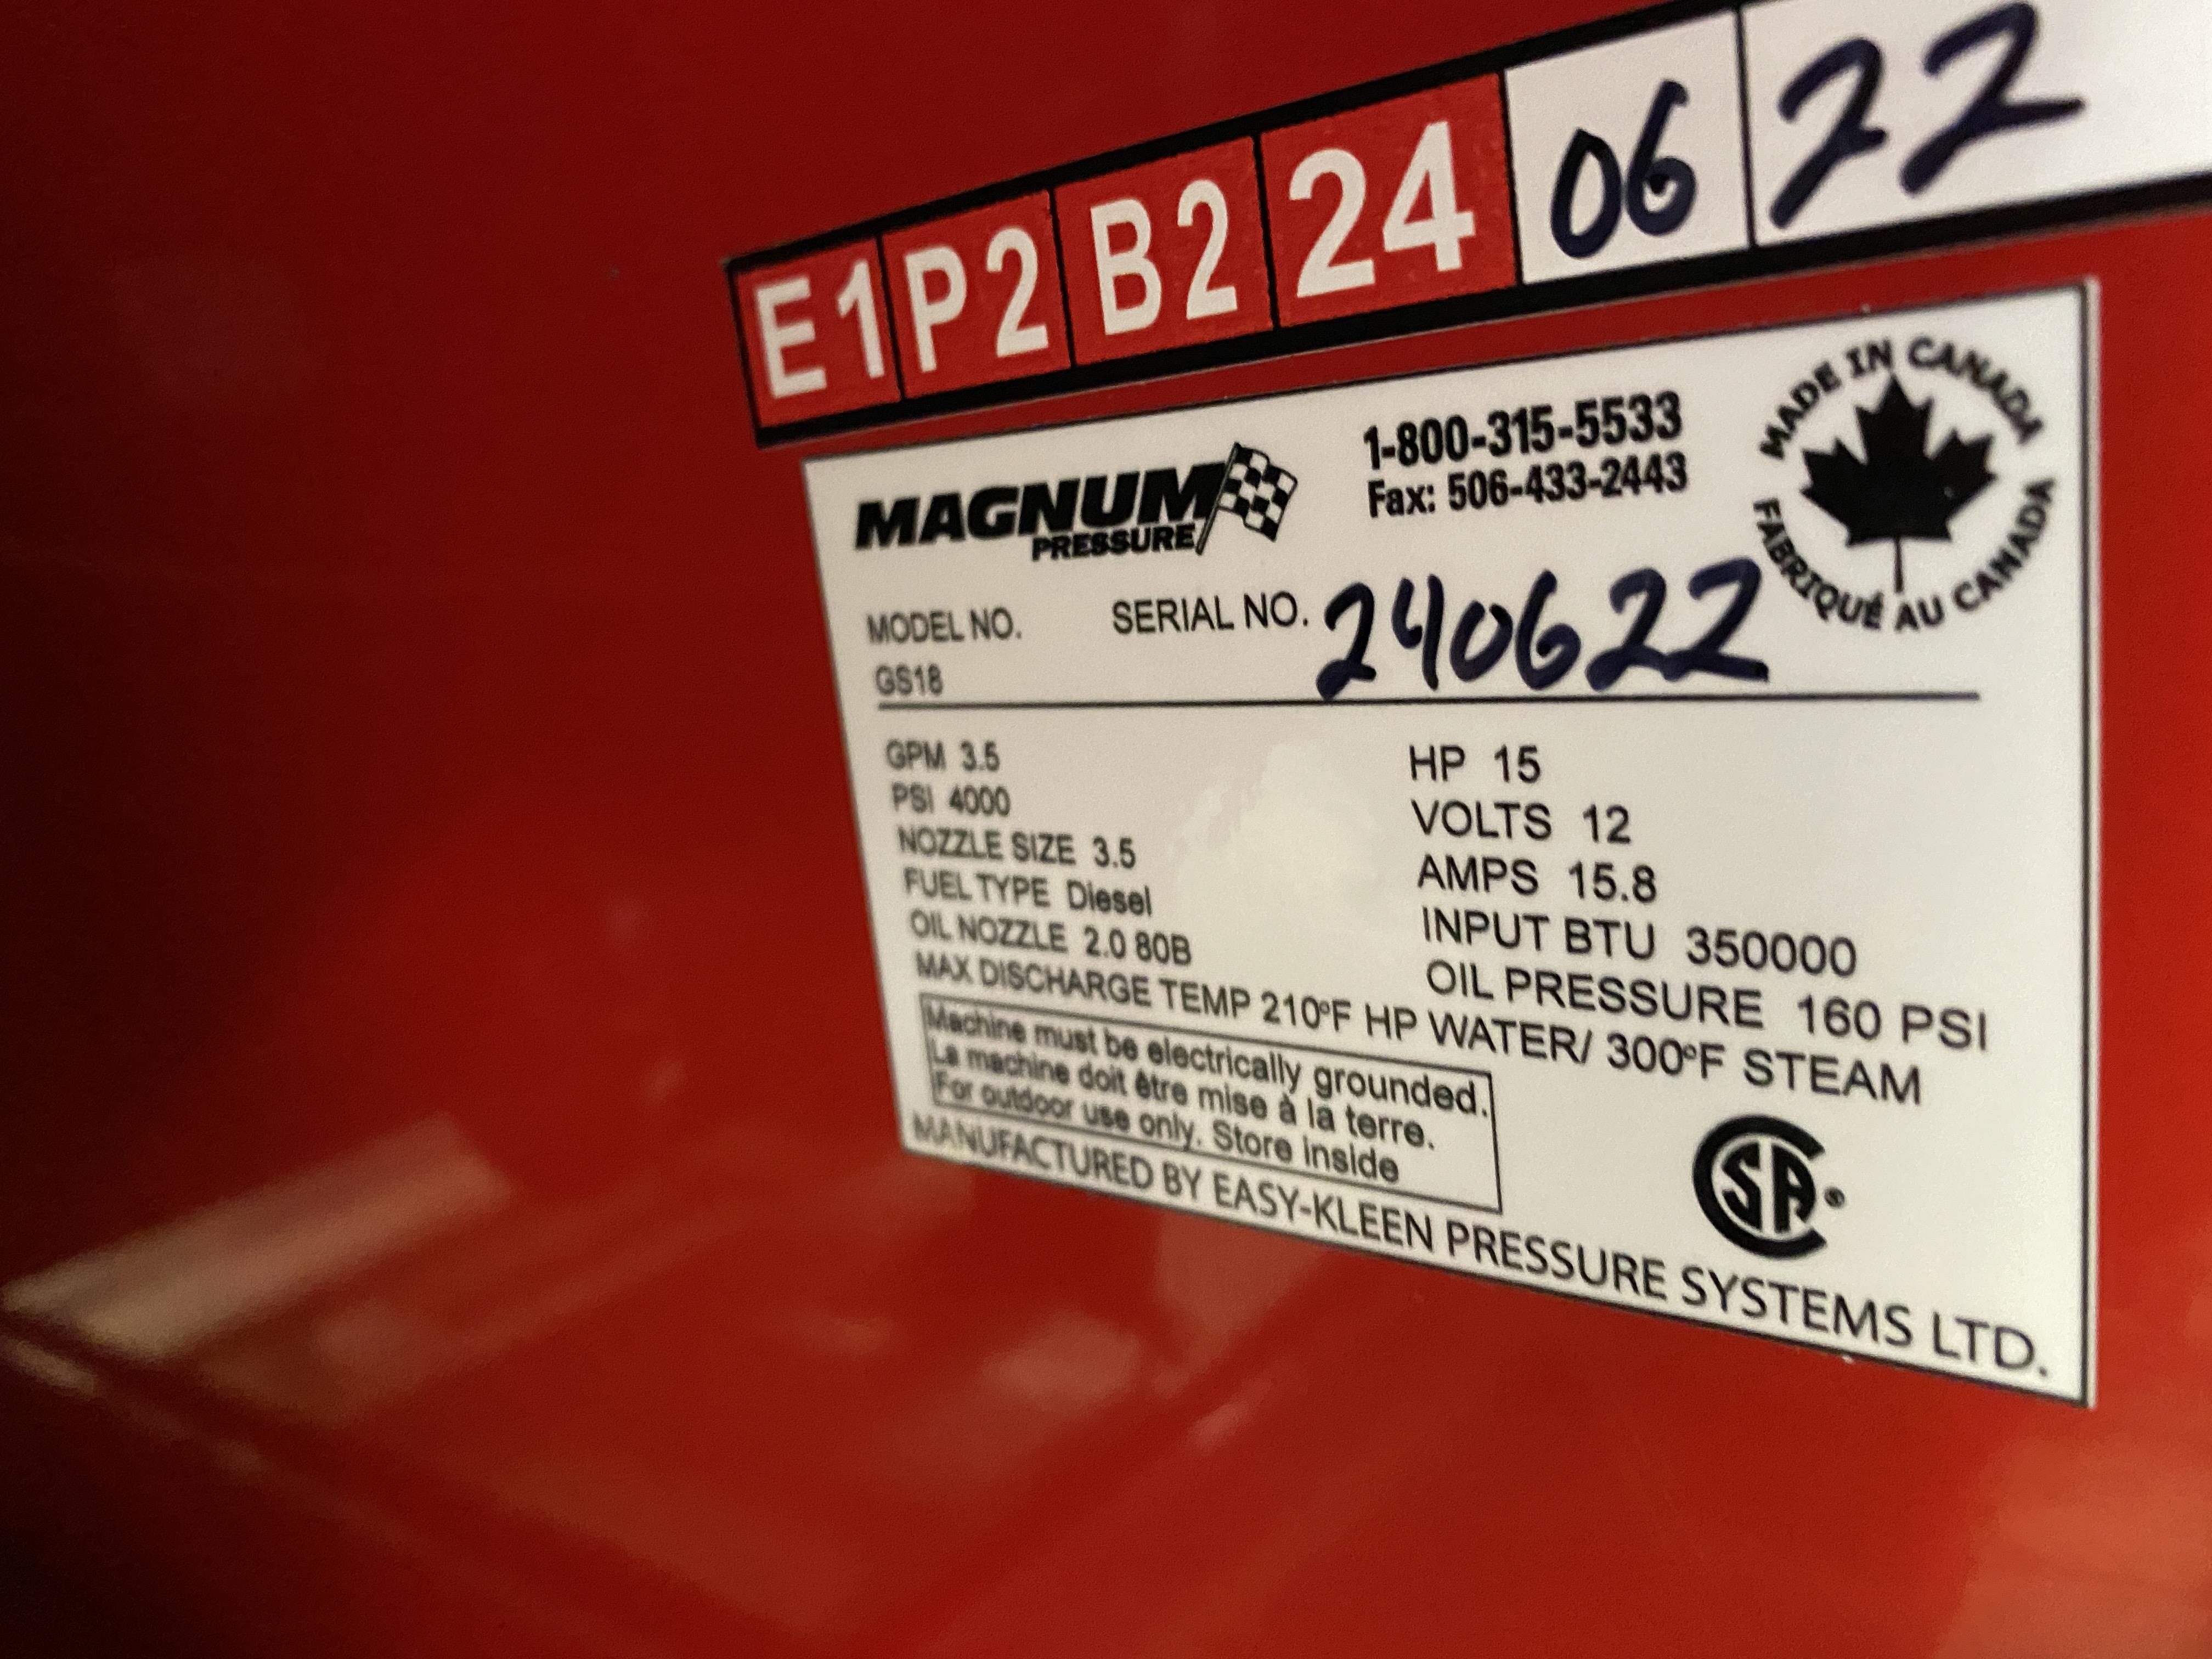 E1 P2 B2 24 06 22
MAGNUM
PRESSURE
1-800-315-5533
Fax: 506-433-2443
MADE IN CANADA
FABRIQUÉ AU CANADA
MODEL NO. SERIAL NO. 240622
GS18
GPM 3.5
PSI 4000
NOZZLE SIZE 3.5
FUEL TYPE Diesel
OIL NOZZLE 2.0 80B
HP 15
VOLTS 12
AMPS 15.8
INPUT BTU 350000
OIL PRESSURE 160 PSI
MAX DISCHARGE TEMP 210ºF HP WATER/ 300ºF STEAM
Machine must be electrically grounded.
La machine doit être mise à la terre.
For outdoor use only. Store inside
CSA®
MANUFACTURED BY EASY-KLEEN PRESSURE SYSTEMS LTD.